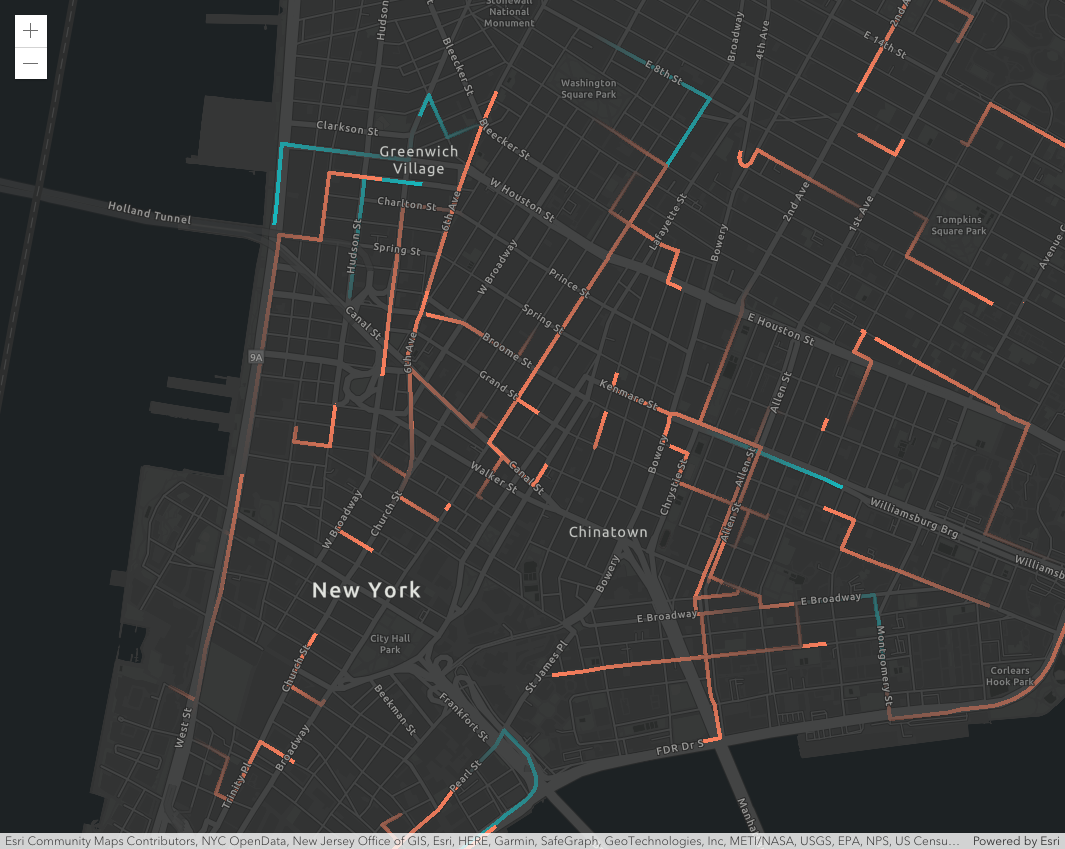 Stonewall
National
Monument
Hudson
Bleecker St
Broadway
4th Ave
2nd A
E 14th St
E 8th St
Washington
Square Park
Clarkson St
Bleecker St
Greenwich
Village
Holland Tunnel
Charlton St
6th Ave
W Houston St
Lafayette St
Bowery
2nd Ave
1st Ave
Tompkins
Square Park
Avenue C
Hudson St
Spring St
W Broadway
Prince St
Spring St
Canal St
E Houston St
9A
6th Ave
Broome St
Grand St
Kenmare St
Allen St
Walker St
Canal St
Bowery
Chrystie St
Allen St
Allen St
W Broadway
Church St
Chinatown
Williamsburg Brg
Williamsb
New York
Bowery
E Broadway
E Broadway
City Hall
Park
St James Pl
Montgomery St
Corlears
Hook Park
Church St
Beekman St
Frankfort St
West St
Broadway
FDR Dr S
Trinity Pl
Pearl St
Manha
Esri Community Maps Contributors, NYC OpenData, New Jersey Office of GIS, Esri, HERE, Garmin, SafeGraph, GeoTechnologies, Inc, METI/NASA, USGS, EPA, NPS, US Censu…
Powered by Esri